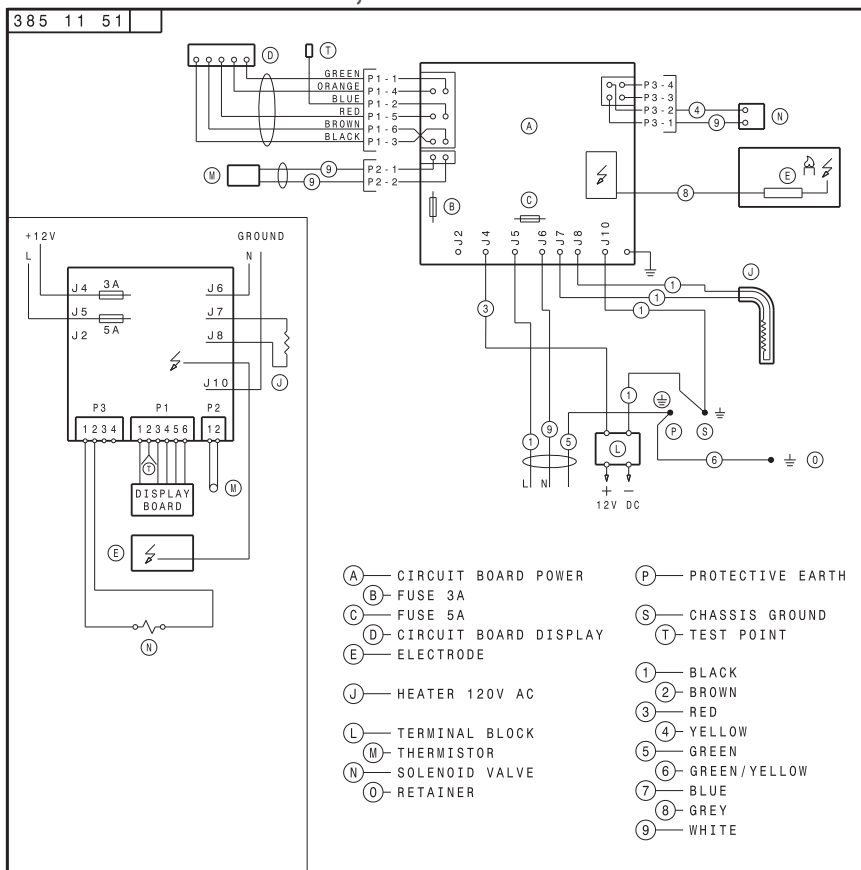 385 11 51
D
T
GREEN P1-1
ORANGE P1-4
BLUE P1-2
RED P1-5
BROWN P1-6
BLACK P1-3
M
9
9
P2-1
P2-2
A
B
C
J2
J4
J5
J6
J7
J8
J10
P3-4
P3-3
P3-2
P3-1
4
9
N
E
8
J
1
1
1
3
1
9
5
L N
1
L
+ −
12V DC
P
S
6
O
+12V
L
GROUND
N
J4 3A
J5
5A
J2
J6
J7
J8
J10
J
P3 P1 P2
1234 123456 12
T
M
DISPLAY
BOARD
E
N
A CIRCUIT BOARD POWER
B FUSE 3A
C FUSE 5A
D CIRCUIT BOARD DISPLAY
E ELECTRODE
J HEATER 120V AC
L TERMINAL BLOCK
M THERMISTOR
N SOLENOID VALVE
O RETAINER
P PROTECTIVE EARTH
S CHASSIS GROUND
T TEST POINT
1 BLACK
2 BROWN
3 RED
4 YELLOW
5 GREEN
6 GREEN/YELLOW
7 BLUE
8 GREY
9 WHITE